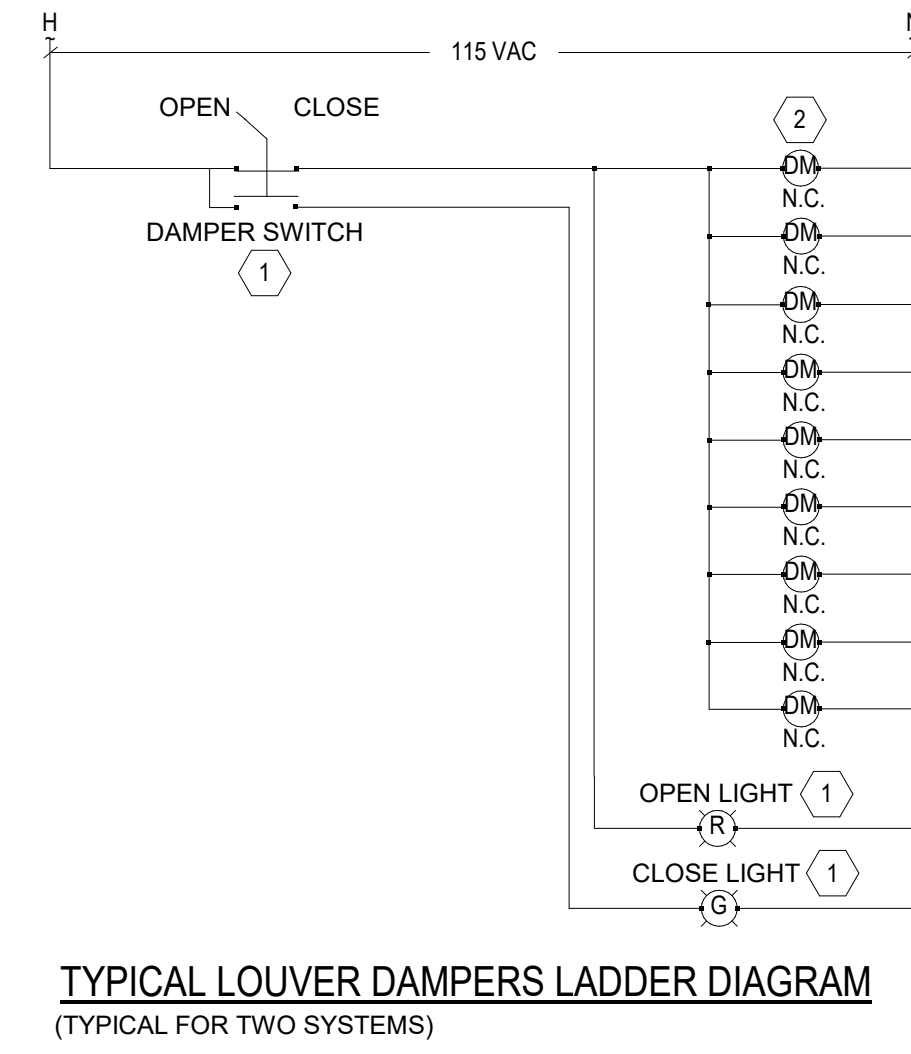 H N
115 VAC
OPEN CLOSE
2
DM
N.C.
DAMPER SWITCH
1
DM
N.C.
DM
N.C.
DM
N.C.
DM
N.C.
DM
N.C.
DM
N.C.
DM
N.C.
DM
N.C.
OPEN LIGHT 1
R
CLOSE LIGHT 1
G
TYPICAL LOUVER DAMPERS LADDER DIAGRAM
(TYPICAL FOR TWO SYSTEMS)